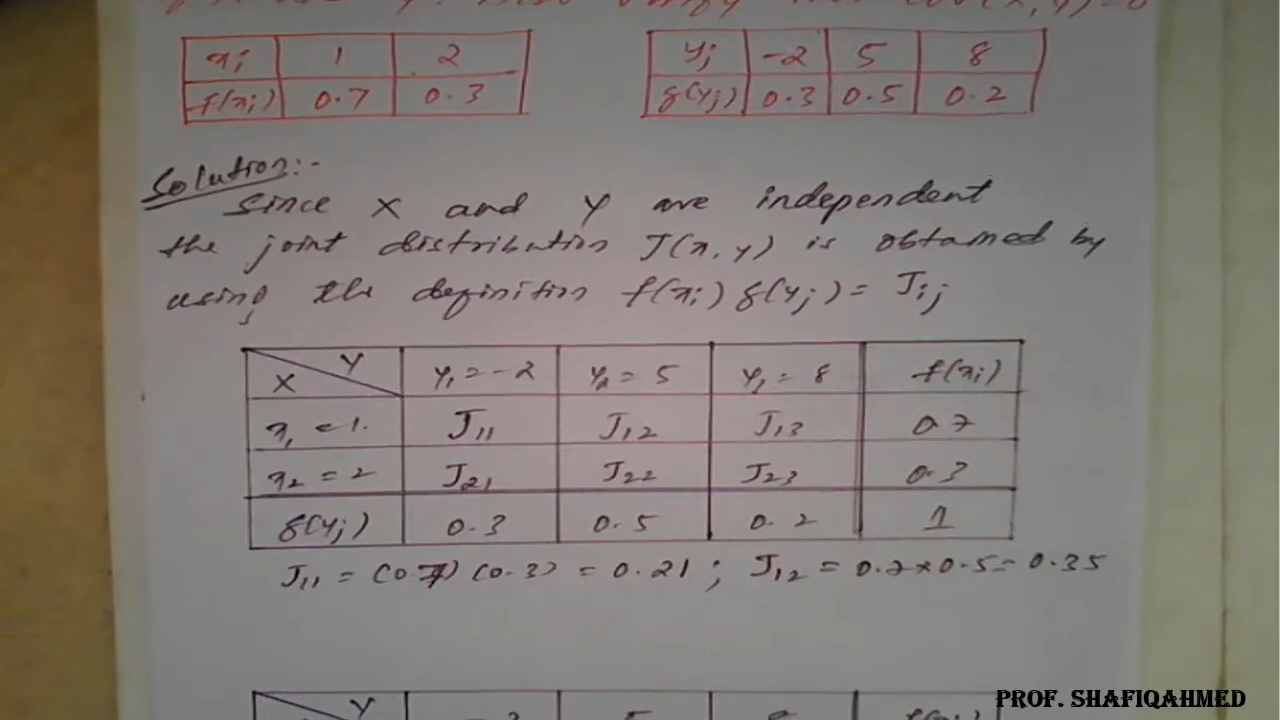 Cov(x,y)=0
xi 1 2
f(xi) 0.7 0.3
yj -2 5 8
g(yj) 0.3 0.5 0.2
Solution:-
Since X and Y are independent
the joint distribution J(x,y) is obtained by
using the definition f(xi) g(yj) = Jij
X Y y1 = -2 y2 = 5 y3 = 8 f(xi)
x1 = 1. J11 J12 J13 0.7
x2 = 2 J21 J22 J23 0.3
g(yj) 0.3 0.5 0.2 1
J11 = (0.7) (0.3) = 0.21 ; J12 = 0.7×0.5 = 0.35
Y
PROF. SHAFIQAHMED